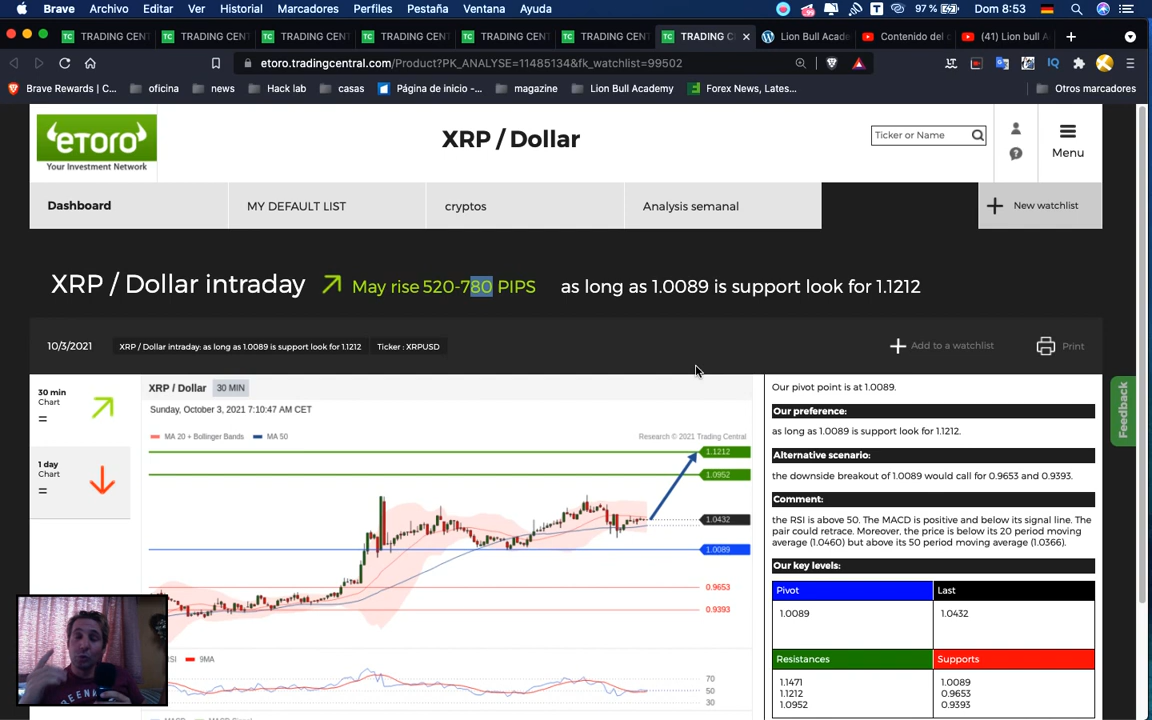 Brave Archivo Editar Ver Historial Marcadores Perfiles Pestaña Ventana Ayuda 97 % Dom 8:53
TRADING CENT TRADING CENT TRADING CENT TRADING CENT TRADING CENT TRADING CENT TRADING C Lion Bull Acade Contenido del c (41) Lion bull A
etoro.tradingcentral.com/Product?PK_ANALYSE=11485134&fk_watchlist=99502
Brave Rewards | C... oficina news Hack lab casas Página de inicio -... magazine Lion Bull Academy Forex News, Lates... Otros marcadores
eToro
Your Investment Network
XRP / Dollar
Ticker or Name
Menu
Dashboard MY DEFAULT LIST cryptos Analysis semanal New watchlist
XRP / Dollar intraday May rise 520-780 PIPS as long as 1.0089 is support look for 1.1212
10/3/2021 XRP / Dollar intraday: as long as 1.0089 is support look for 1.1212 Ticker : XRPUSD Add to a watchlist Print
30 min
Chart
=
1 day
Chart
=
XRP / Dollar 30 MIN
Sunday, October 3, 2021 7:10:47 AM CET
MA 20 + Bollinger Bands MA 50 Research © 2021 Trading Central
1.1212
1.0952
1.0432
1.0089
0.9653
0.9393
RSI 9MA
70
50
30
Our pivot point is at 1.0089.
Our preference:
as long as 1.0089 is support look for 1.1212.
Alternative scenario:
the downside breakout of 1.0089 would call for 0.9653 and 0.9393.
Comment:
the RSI is above 50. The MACD is positive and below its signal line. The
pair could retrace. Moreover, the price is below its 20 period moving
average (1.0460) but above its 50 period moving average (1.0366).
Our key levels:
Pivot Last
1.0089 1.0432
Resistances Supports
1.1471 1.0089
1.1212 0.9653
1.0952 0.9393
Feedback